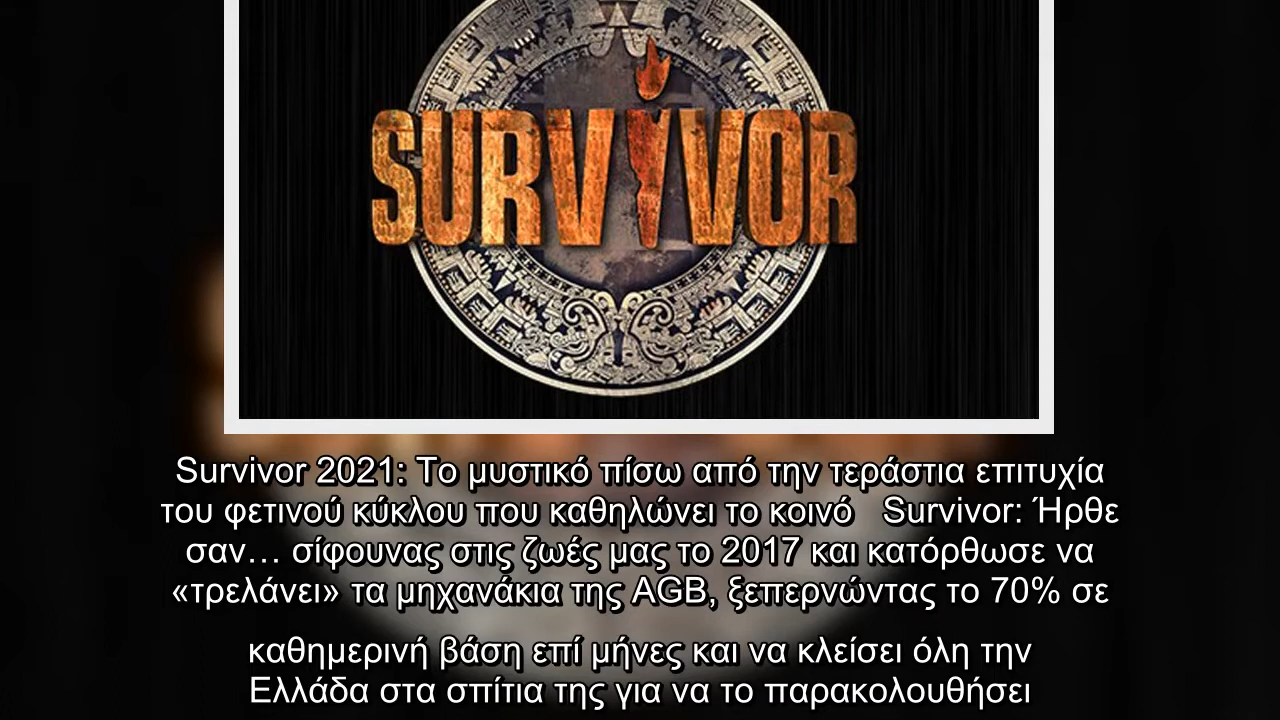 SURVIVOR
Survivor 2021: Το μυστικό πίσω από την τεράστια επιτυχία
του φετινού κύκλου που καθηλώνει το κοινό   Survivor: Ήρθε
σαν… σίφουνας στις ζωές μας το 2017 και κατόρθωσε να
«τρελάνει» τα μηχανάκια της AGB, ξεπερνώντας το 70% σε
καθημερινή βάση επί μήνες και να κλείσει όλη την
Ελλάδα στα σπίτια της για να το παρακολουθήσει